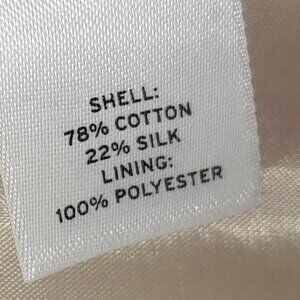 SHELL:
78% COTTON
22% SILK
LINING:
100% POLYESTER